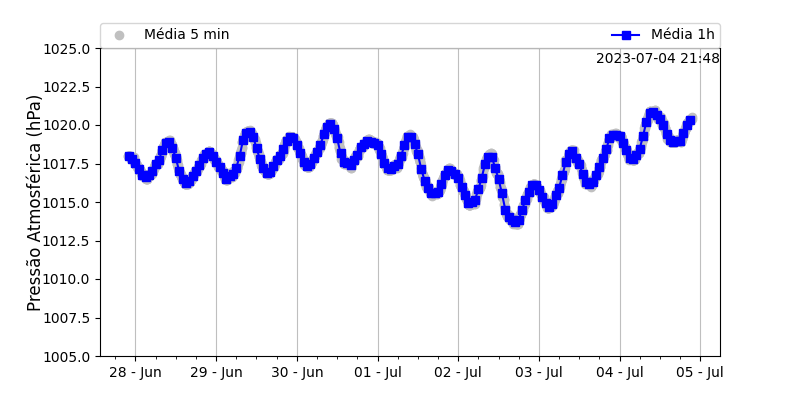 Média 5 min
Média 1h
2023-07-04 21:48
Pressão Atmosférica (hPa)
1025.0
1022.5
1020.0
1017.5
1015.0
1012.5
1010.0
1007.5
1005.0
28 - Jun
29 - Jun
30 - Jun
01 - Jul
02 - Jul
03 - Jul
04 - Jul
05 - Jul